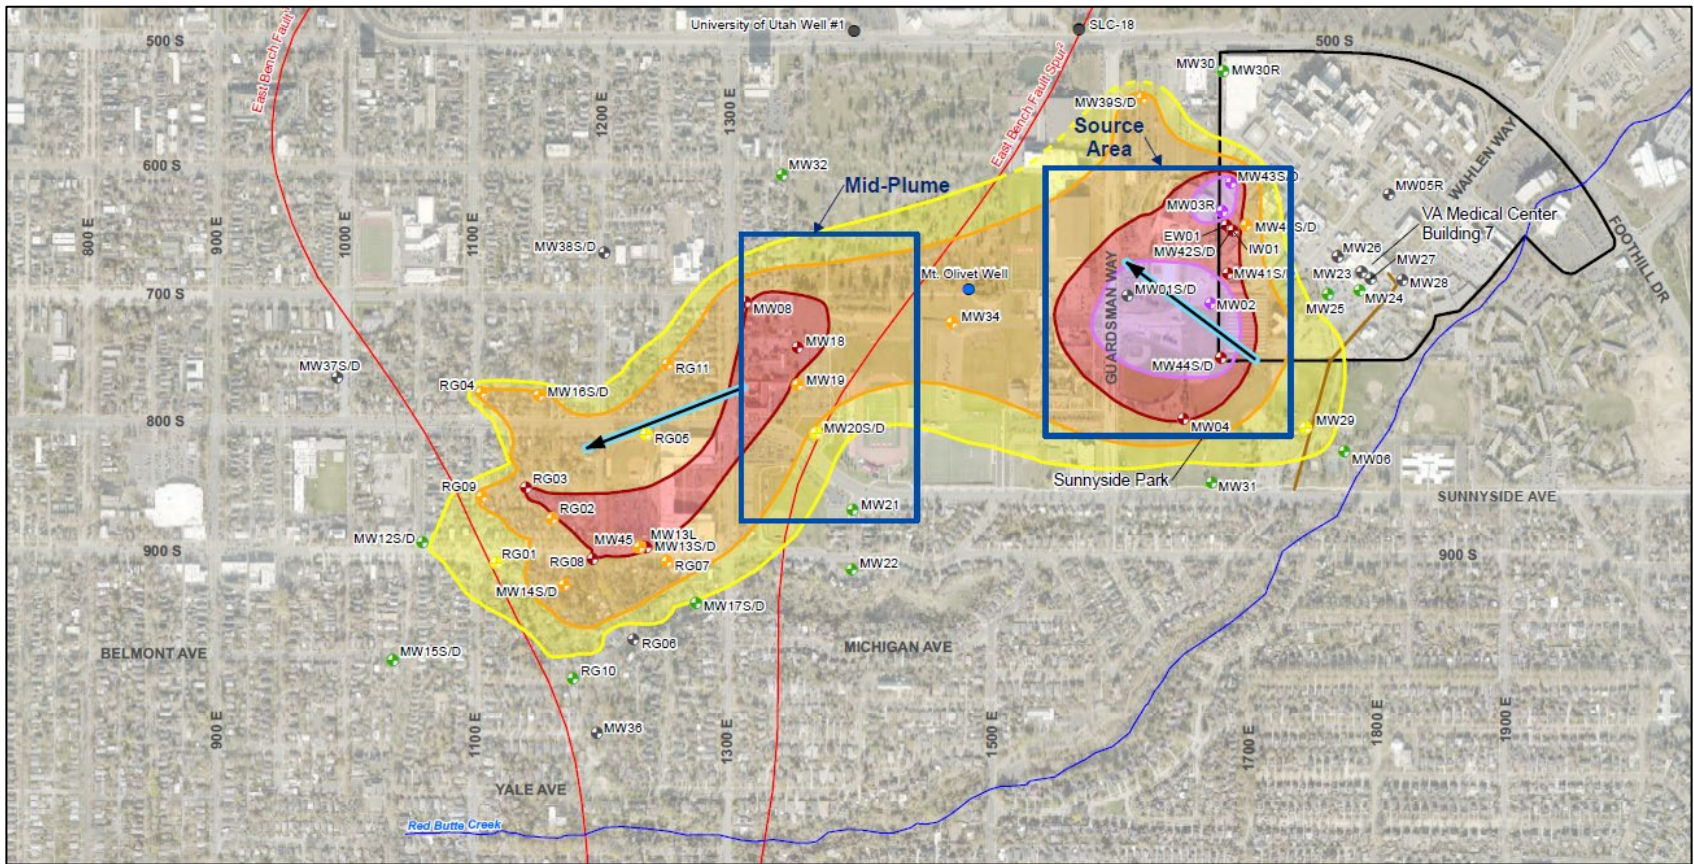 University of Utah Well #1
SLC-18
500 S
500 S
East Bench Fault
East Bench Fault Spur²
MW30
MW30R
1200 E
1300 E
MW39S/D
Source
Area
WAHLEN WAY
600 S
600 S
MW32
Mid-Plume
MW43S/D
MW05R
MW03R
VA Medical Center
Building 7
FOOTHILL DR
800 E
900 E
1000 E
1100 E
MW38S/D
EW01
MW42S/D
IW01
MW26
MW27
MW23
MW28
MW24
MW25
Mt. Olivet Well
MW41S/
GUARDSMAN WAY
MW01S/D
MW02
700 S
700 S
MW08
MW34
MW18
MW44S/D
MW37S/D
RG11
RG04
MW16S/D
MW19
800 S
800 S
RG05
MW20S/D
MW04
MW29
MW06
Sunnyside Park
MW31
SUNNYSIDE AVE
RG03
RG09
RG02
MW21
MW12S/D
MW45
MW13L
MW13S/D
900 S
900 S
RG01
RG08
RG07
MW22
MW14S/D
MW17S/D
RG06
MICHIGAN AVE
BELMONT AVE
MW15S/D
RG10
900 E
1100 E
MW36
1300 E
1500 E
1700 E
1800 E
1900 E
YALE AVE
Red Butte Creek